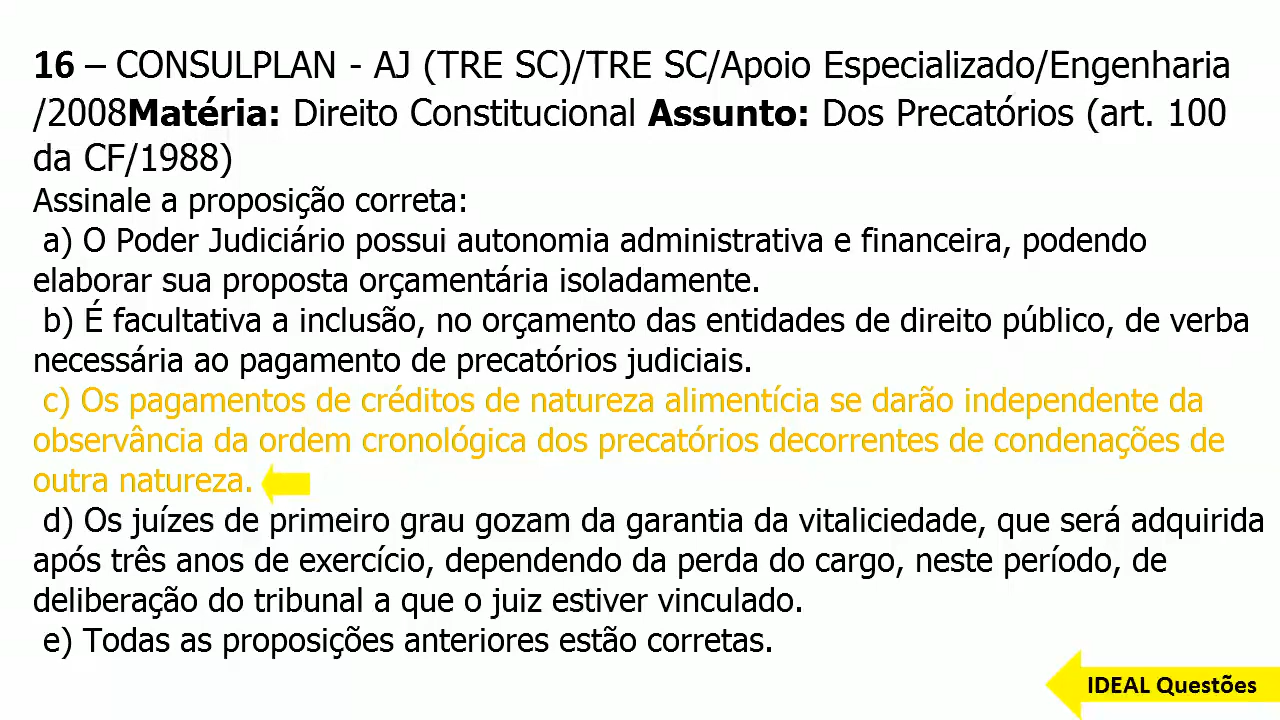 16 – CONSULPLAN - AJ (TRE SC)/TRE SC/Apoio Especializado/Engenharia
/2008Matéria: Direito Constitucional Assunto: Dos Precatórios (art. 100
da CF/1988)
Assinale a proposição correta:
a) O Poder Judiciário possui autonomia administrativa e financeira, podendo
elaborar sua proposta orçamentária isoladamente.
b) É facultativa a inclusão, no orçamento das entidades de direito público, de verba
necessária ao pagamento de precatórios judiciais.
c) Os pagamentos de créditos de natureza alimentícia se darão independente da
observância da ordem cronológica dos precatórios decorrentes de condenações de
outra natureza.
d) Os juízes de primeiro grau gozam da garantia da vitaliciedade, que será adquirida
após três anos de exercício, dependendo da perda do cargo, neste período, de
deliberação do tribunal a que o juiz estiver vinculado.
e) Todas as proposições anteriores estão corretas.
IDEAL Questões